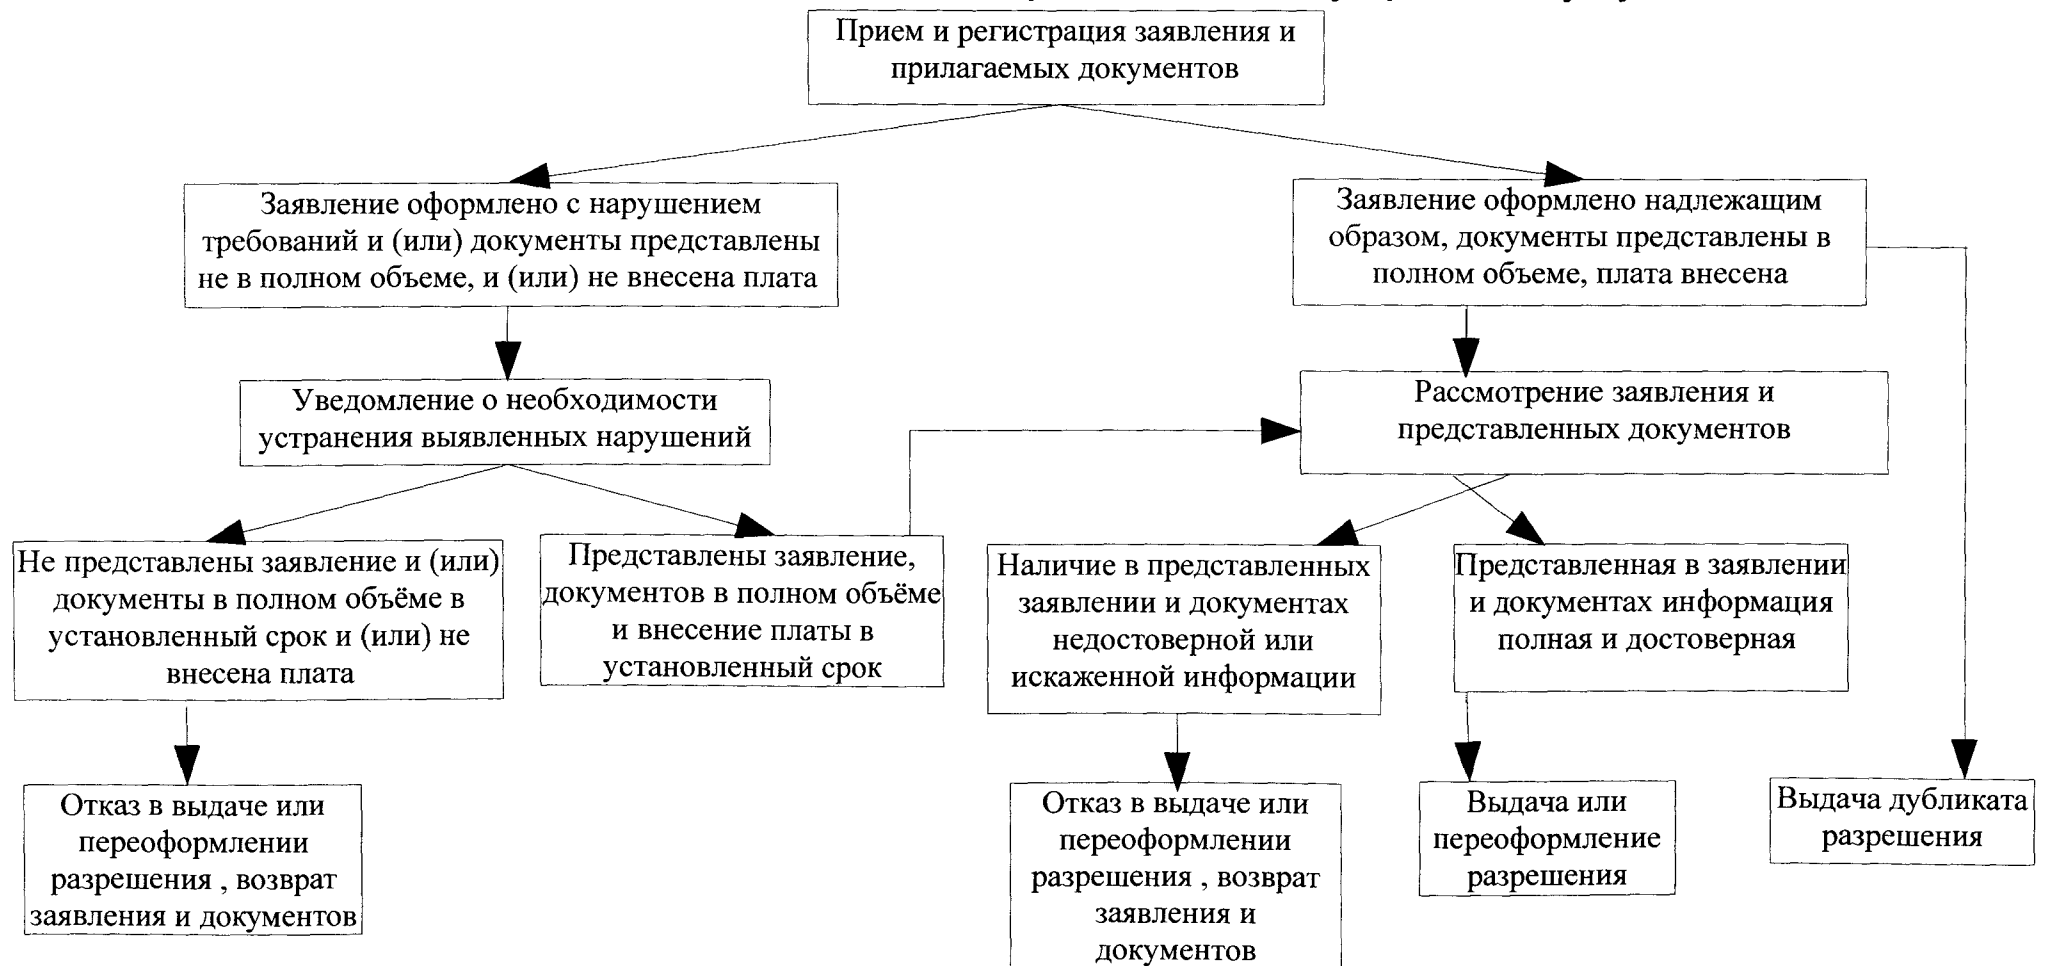 Прием и регистрация заявления и
прилагаемых документов
Заявление оформлено с нарушением
требований и (или) документы представлены
не в полном объеме, и (или) не внесена плата
Заявление оформлено надлежащим
образом, документы представлены в
полном объеме, плата внесена
Уведомление о необходимости
устранения выявленных нарушений
Рассмотрение заявления и
представленных документов
Не представлены заявление и (или)
документы в полном объёме в
установленный срок и (или) не
внесена плата
Представлены заявление,
документов в полном объёме
и внесение платы в
установленный срок
Наличие в представленных
заявлении и документах
недостоверной или
искаженной информации
Представленная в заявлении
и документах информация
полная и достоверная
Отказ в выдаче или
переоформлении
разрешения , возврат
заявления и документов
Отказ в выдаче или
переоформлении
разрешения , возврат
заявления и
документов
Выдача или
переоформление
разрешения
Выдача дубликата
разрешения